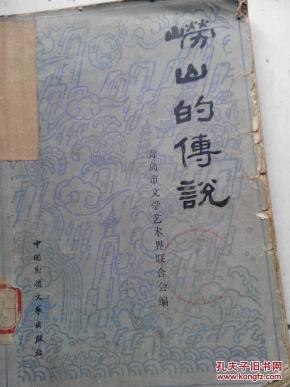 嶗山的傳說
青岛市文学艺术界联合会编
中国民间文艺出版社
孔夫子旧书网